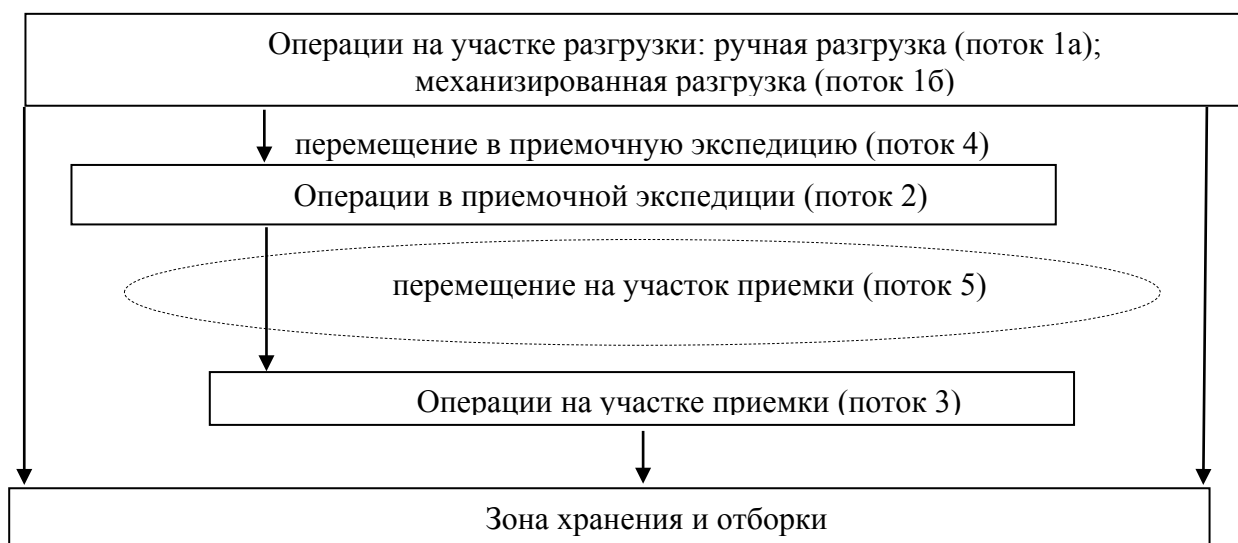 Операции на участке разгрузки: ручная разгрузка (поток 1а);
механизированная разгрузка (поток 1б)
перемещение в приемочную экспедицию (поток 4)
Операции в приемочной экспедиции (поток 2)
перемещение на участок приемки (поток 5)
Операции на участке приемки (поток 3)
Зона хранения и отборки